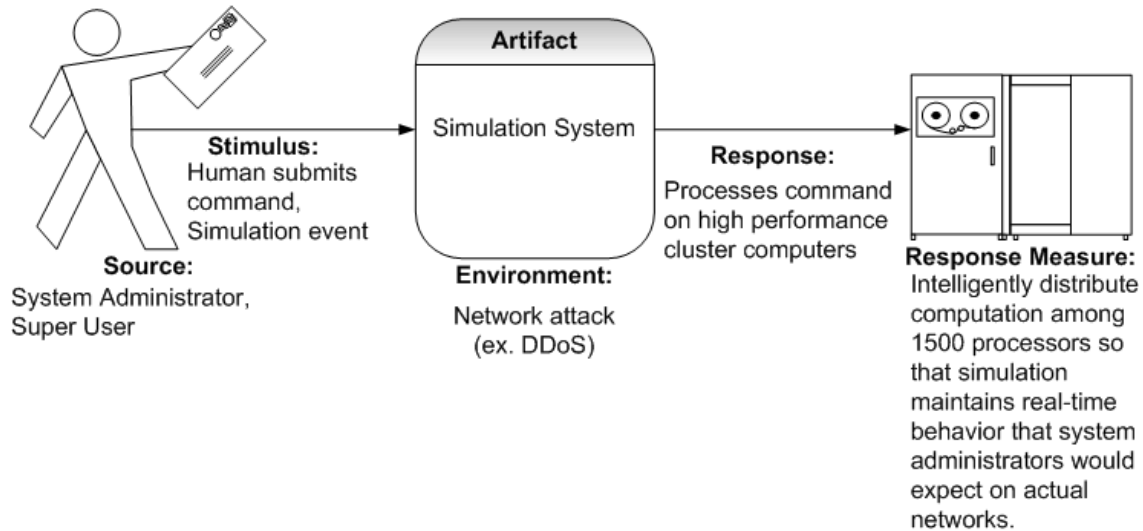 Artifact
Simulation System
Stimulus:
Human submits
command,
Simulation event
Source:
System Administrator,
Super User
Environment:
Network attack
(ex. DDoS)
Response:
Processes command
on high performance
cluster computers
Response Measure:
Intelligently distribute
computation among
1500 processors so
that simulation
maintains real-time
behavior that system
administrators would
expect on actual
networks.